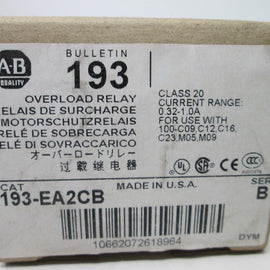 A·B
QUALITY
BULLETIN
193
OVERLOAD RELAY
RELAIS DE SURCHARGE
MOTORSCHUTZRELAIS
RELÉ DE SOBRECARGA
RELÉ DI SOVRACCARICO
オーバーロードリレー
过载继电器
CLASS 20
CURRENT RANGE:
0.32-1.0A
FOR USE WITH
100-C09,C12,C16,
C23,M05,M09
CAT
193-EA2CB
MADE IN U.S.A.
SER
B
10662072618964
DYM